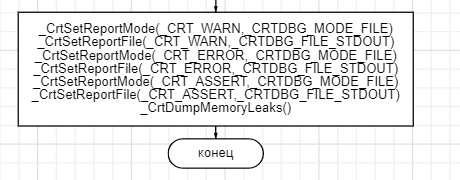 _CrtSetReportMode(_CRT_WARN,_CRTDBG_MODE_FILE)
_CrtSetReportFile(_CRT_WARN,_CRTDBG_FILE_STDOUT)
_CrtSetReportMode(_CRT_ERROR,_CRTDBG_MODE_FILE)
_CrtSetReportFile(_CRT_ERROR,_CRTDBG_FILE_STDOUT)
_CrtSetReportMode(_CRT_ASSERT,_CRTDBG_MODE_FILE)
_CrtSetReportFile(_CRT_ASSERT,_CRTDBG_FILE_STDOUT)
_CrtDumpMemoryLeaks()
конец